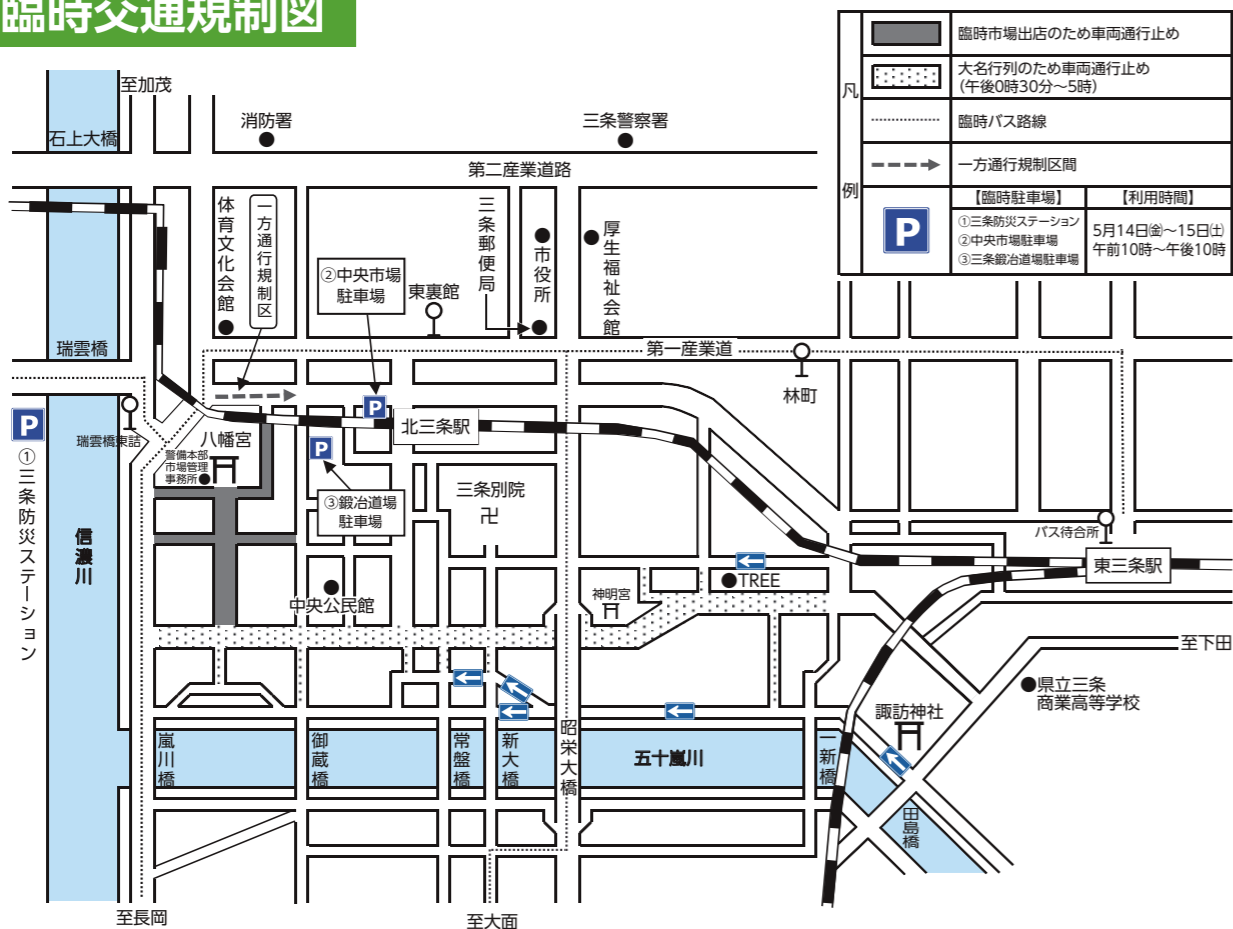 臨時交通規制図
凡例
臨時市場出店のため車両通行止め
大名行列のため車両通行止め
(午後0時30分～5時)
臨時バス路線
一方通行規制区間
P
【臨時駐車場】
【利用時間】
①三条防災ステーション
②中央市場駐車場
③三条鍛冶道場駐車場
5月14日㈮～15日㈯
午前10時～午後10時
至加茂
石上大橋
消防署
三条警察署
第二産業道路
体育文化会館
一方通行規制区
②中央市場
駐車場
東裏館
三条郵便局
市役所
厚生福祉会館
瑞雲橋
第一産業道
林町
P
①三条防災ステーション
瑞雲橋東詰
八幡宮
警備本部
市場管理
事務所
P
北三条駅
P
③鍛冶道場
駐車場
三条別院
卍
信濃川
バス待合所
東三条駅
TREE
神明宮
中央公民館
至下田
県立三条
商業高等学校
諏訪神社
嵐川橋
御蔵橋
常盤橋
新大橋
昭栄大橋
五十嵐川
一新橋
田島橋
至長岡
至大面